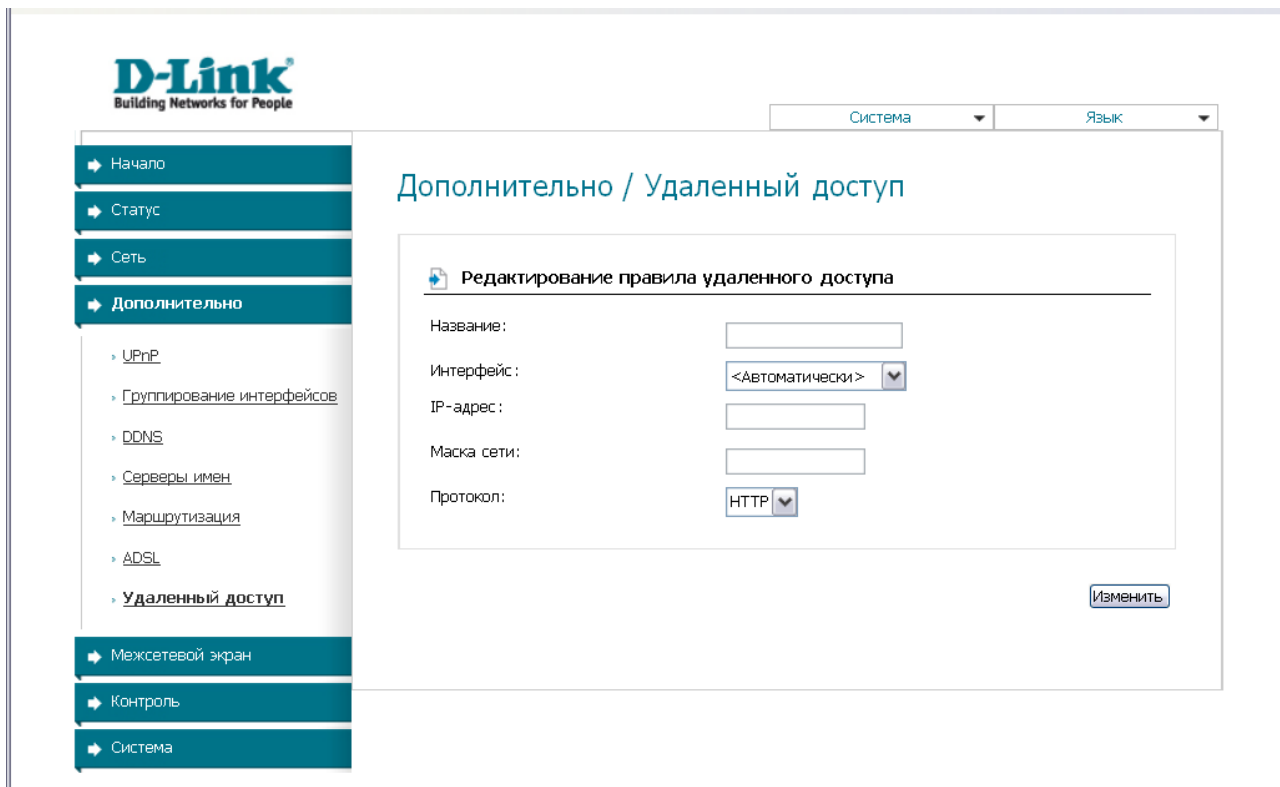 D-Link
Building Networks for People
Система
Язык
Начало
Статус
Сеть
Дополнительно
UPnP
Группирование интерфейсов
DDNS
Серверы имен
Маршрутизация
ADSL
Удаленный доступ
Межсетевой экран
Контроль
Система
Дополнительно / Удаленный доступ
Редактирование правила удаленного доступа
Название:
Интерфейс: <Автоматически>
IP-адрес:
Маска сети:
Протокол: HTTP
Изменить